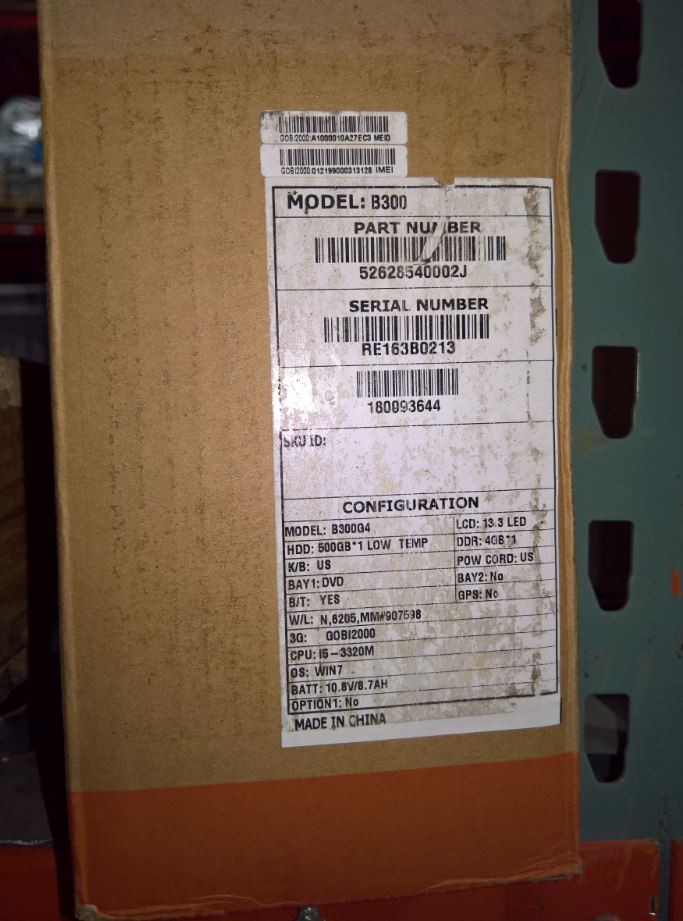 GOBI2000:A1000010A27EC3 MEID
GOBI2000:012199000313128 IMEI
MODEL: B300
PART NUMBER
52628540002J
SERIAL NUMBER
RE163B0213
180093644
SKU ID:
CONFIGURATION
MODEL: B300G4 LCD: 13.3 LED
HDD: 500GB*1 LOW TEMP DDR: 4GB*1
K/B: US POW CORD: US
BAY1: DVD BAY2: No
B/T: YES GPS: No
W/L: N,6205,MM#907598
3G: GOBI2000
CPU: I5-3320M
OS: WIN7
BATT: 10.8V/8.7AH
OPTION1: No
MADE IN CHINA